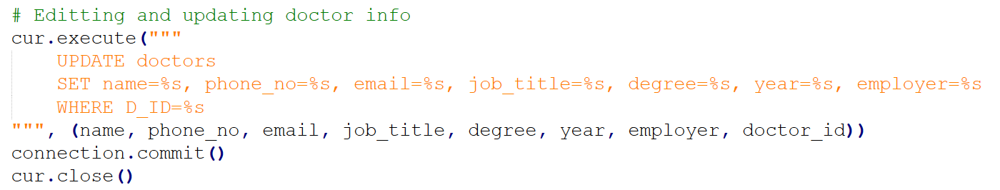 # Editting and updating doctor info
cur.execute("""
    UPDATE doctors
    SET name=%s, phone_no=%s, email=%s, job_title=%s, degree=%s, year=%s, employer=%s
    WHERE D_ID=%s
""", (name, phone_no, email, job_title, degree, year, employer, doctor_id))
connection.commit()
cur.close()